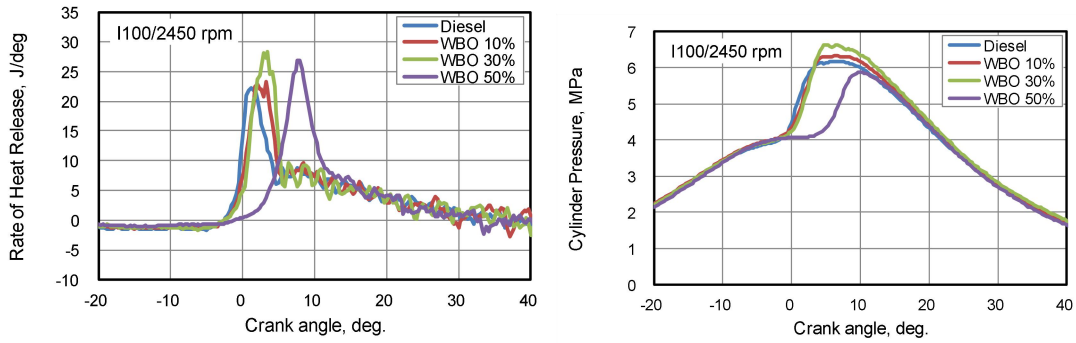 Rate of Heat Release, J/deg
35
30
25
20
15
10
5
0
-5
-10
I100/2450 rpm
Diesel
WBO 10%
WBO 30%
WBO 50%
-20 -10 0 10 20 30 40
Crank angle, deg.
Cylinder Pressure, MPa
7
6
5
4
3
2
1
0
I100/2450 rpm
Diesel
WBO 10%
WBO 30%
WBO 50%
-20 -10 0 10 20 30 40
Crank angle, deg.